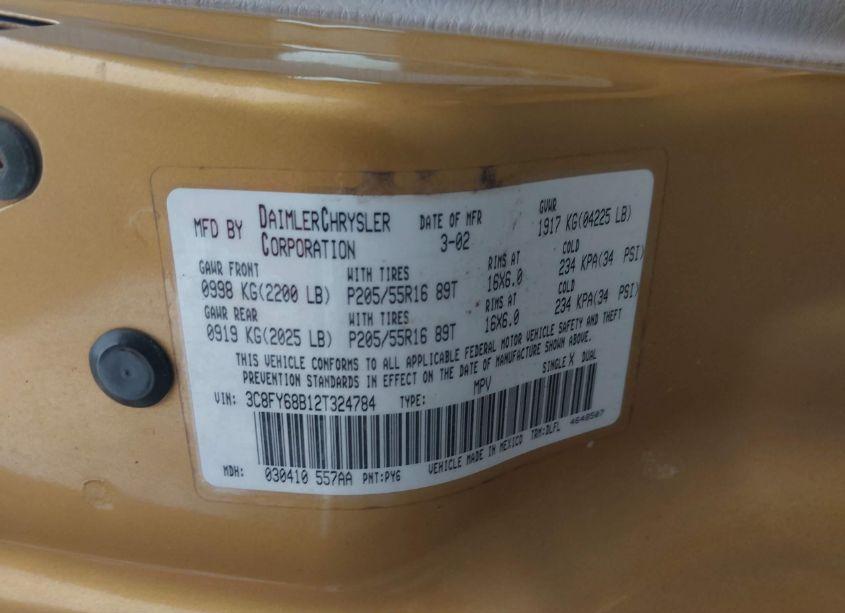 MFD BY DAIMLERCHRYSLER CORPORATION DATE OF MFR 3-02 GVWR 1917 KG(04225 LB)
GAWR FRONT WITH TIRES RIMS AT COLD
0998 KG(2200 LB) P205/55R16 89T 16X6.0 234 KPA(34 PSI)
GAWR REAR WITH TIRES RIMS AT COLD
0919 KG(2025 LB) P205/55R16 89T 16X6.0 234 KPA(34 PSI)
THIS VEHICLE CONFORMS TO ALL APPLICABLE FEDERAL MOTOR VEHICLE SAFETY AND THEFT
PREVENTION STANDARDS IN EFFECT ON THE DATE OF MANUFACTURE SHOWN ABOVE.
VIN: 3C8FY68B12T324784 TYPE: MPV SINGLE X DUAL
MDH: 030410 557AA PNT:PY6 VEHICLE MADE IN MEXICO TRM:DLFL 4648507